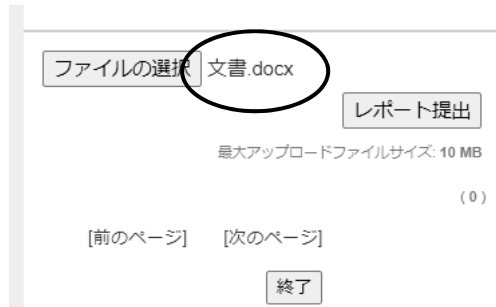 ファイルの選択 文書.docx
レポート提出
最大アップロードファイルサイズ: 10 MB
( 0 )
[前のページ] [次のページ]
終了